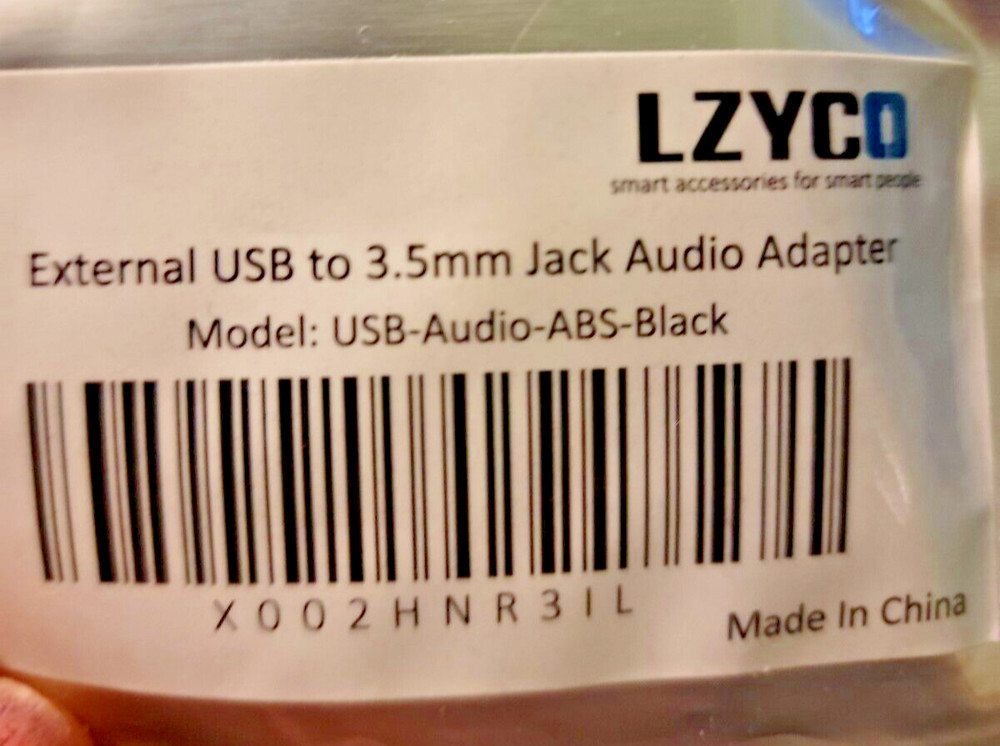 LZYCO
smart accessories for smart people
External USB to 3.5mm Jack Audio Adapter
Model: USB-Audio-ABS-Black
X002HNR3IL
Made In China